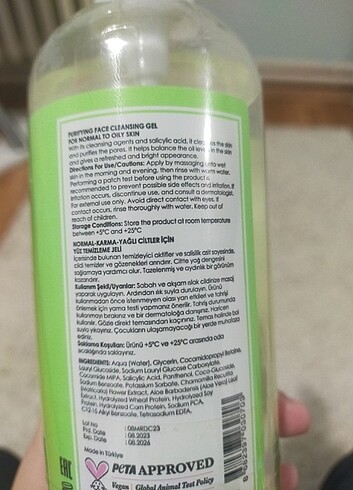 PURIFYING FACE CLEANSING GEL
FOR NORMAL TO OILY SKIN
With its cleansing agents and salicylic acid, it cleanses the skin
and purifies the pores. It helps balance the oil level in the skin
and gives a refreshed and bright appearance.
Directions For Use/Cautions: Apply by massaging onto wet
skin in the morning and evening, then rinse with warm water.
Performing a patch test before using the product is
recommended to prevent possible side effects and irritation. If
irritation occurs, discontinue use, and consult a dermatologist.
For external use only. Avoid direct contact with eyes. If
contact occurs, rinse thoroughly with water. Keep out of
reach of children.
Storage Conditions: Store the product at room temperature
between +5°C and +25°C
NORMAL-KARMA-YAĞLI CİLTLER İÇİN
YÜZ TEMİZLEME JELİ
İçeriğinde bulunan temizleyici aktifler ve salisilik asit sayesinde,
cildi temizler ve gözenekleri arındırır. Ciltte yağ dengesini
sağlamaya yardımcı olur. Tazelenmiş ve aydınlık bir görünüm
kazandırır.
Kullanım Şekli/Uyarılar: Sabah ve akşam ıslak cildinize masaj
yaparak uygulayın. Ardından ılık suyla durulayın. Ürünü
kullanmadan önce istenmeyen olası yan etkileri ve tahrişi
önlemek için yama testi yapmanız önerilir. Tahriş durumunda
kullanmayı bırakınız ve bir dermatoloğa danışın. Haricen
kullanılır. Göze direkt temasından kaçınınız. Temas halinde bol
suyla yıkayınız. Çocukların ulaşamayacağı bir yerde muhafaza
ediniz.
Saklama Koşulları: Ürünü +5°C ve +25°C arasında oda
sıcaklığında saklayınız.
INGREDIENTS: Aqua (Water), Glycerin, Cocamidopropyl Betaine,
Lauryl Glucoside, Sodium Lauryl Glucose Carboxylate,
Cocamide MIPA, Salicylic Acid, Panthenol, Coco-Glucoside,
Sodium Benzoate, Potassium Sorbate, Chamomilla Recutita
(Matricaria) Flower Extract, Aloe Barbadensis (Aloe Vera) Leaf
Extract, Hydrolyzed Wheat Protein, Hydrolyzed Soy
Protein, Hydrolyzed Corn Protein, Sodium PCA,
C12-15 Alkyl Benzoate, Tetrasodium EDTA.
Lot No : 08MRDC23
Prd. Date : 08.2023
Exp. Date : 08.2026
Made in Türkiye
EAC
PETA APPROVED
Vegan Global Animal Test Policy